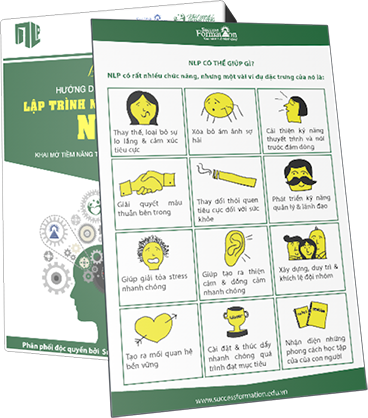 Success
Formation
NLP CÓ THỂ GIÚP GÌ?
NLP có rất nhiều chức năng, nhưng một vài ví dụ đặc trưng của nó là:
Thay thế, loại bỏ sự
lo lắng & cảm xúc
tiêu cực
Xóa bỏ ám ảnh sợ
hãi
Cải thiện kỹ năng
thuyết trình và nói
trước đám đông
Giải quyết mâu
thuẫn bên trong
Thay đổi thói quen
tiêu cực đối với sức
khỏe
Phát triển kỹ năng
quản lý & lãnh đạo
Giúp giải tỏa stress
nhanh chóng
Giúp tạo ra thiện
cảm & đồng cảm
nhanh chóng
Xây dựng, duy trì &
khích lệ đội nhóm
Tạo ra mối quan hệ
bền vững
Cài đặt & thúc đẩy
nhanh chóng quá
trình đạt mục tiêu
Nhận diện những
phong cách học tập
của của con người
www.successformation.edu.vn
NLP
HƯỚNG D
LẬP TRÌNH N
N
KHAI MỞ TIỀM NĂNG T
Phân phối độc quyền bởi Su